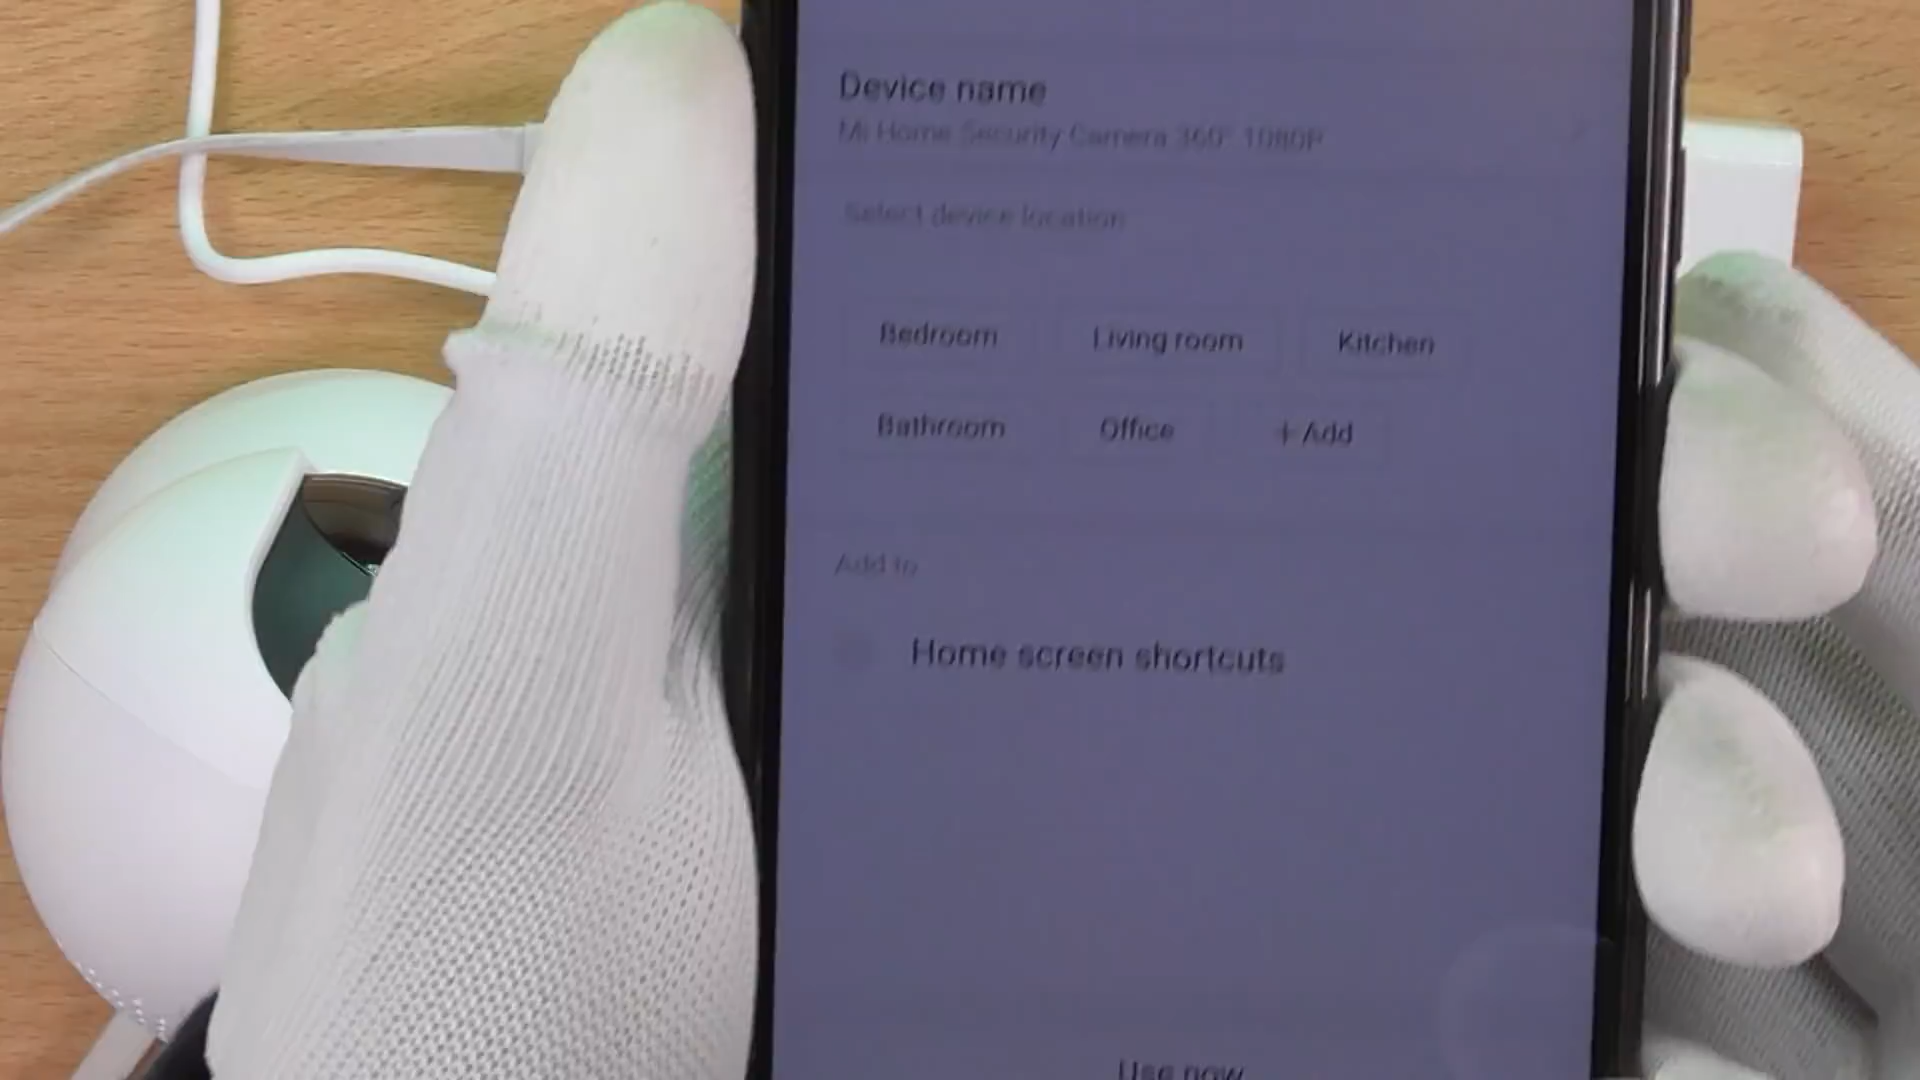 Device name
Mi Home Security Camera 360° 1080P
Select device location
Bedroom Living room Kitchen
Bathroom Office + Add
Add to
Home screen shortcuts
Use now